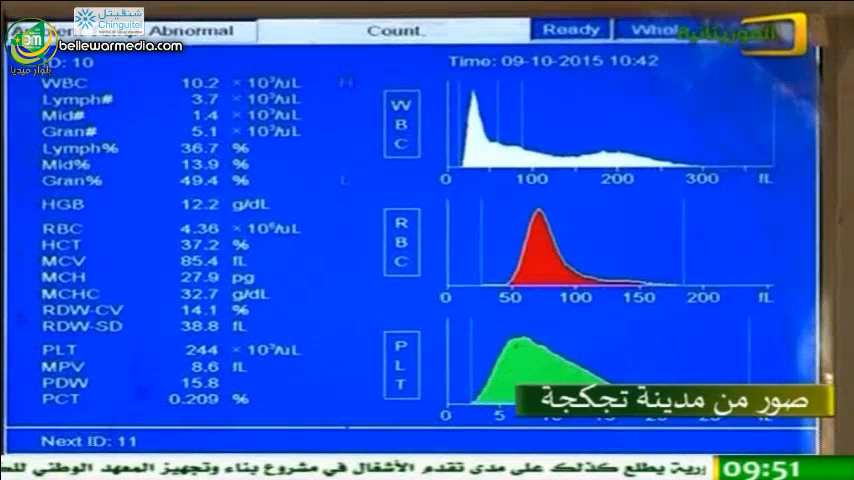 شنقيتل
Chinguitel
Abnormal
Count.
Ready
Whol
الموريتانية
bellewarmedia.com
بلوار ميديا
ID: 10
Time: 09-10-2015 10:42
WBC 10.2 ×10³/uL H
Lymph# 3.7 ×10³/uL
Mid# 1.4 ×10³/uL
Gran# 5.1 ×10³/uL
Lymph% 36.7 %
Mid% 13.9 %
Gran% 49.4 % L
HGB 12.2 g/dL
RBC 4.36 ×10⁶/uL
HCT 37.2 %
MCV 85.4 fL
MCH 27.9 pg
MCHC 32.7 g/dL
RDW-CV 14.1 %
RDW-SD 38.8 fL
PLT 244 ×10³/uL
MPV 8.6 fL
PDW 15.8
PCT 0.209 %
WBC
0 100 200 300 fL
RBC
0 50 100 150 200 fL
PLT
0 5 fL
صور من مدينة تجكجة
Next ID: 11
ورية يطلع كذلك على مدى تقدم الأشغال في مشروع بناء وتجهيز المعهد الوطني
09:51